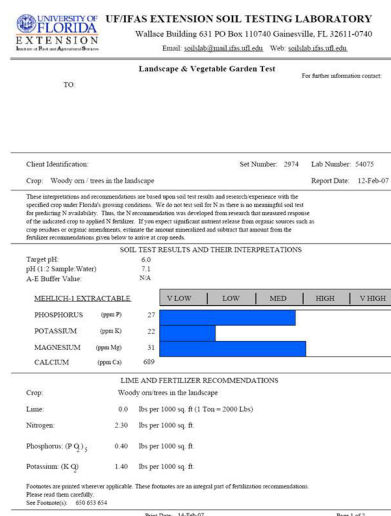 UNIVERSITY OF
FLORIDA
EXTENSION
Institute of Food and Agricultural Sciences
UF/IFAS EXTENSION SOIL TESTING LABORATORY
Wallace Building 631 PO Box 110740 Gainesville, FL 32611-0740
Email: soilslab@mail.ifas.ufl.edu Web: soilslab.ifas.ufl.edu
Landscape & Vegetable Garden Test
For further information contact:
TO:
Client Identification: Set Number: 2974 Lab Number: 54075
Crop: Woody orn / trees in the landscape Report Date: 12-Feb-07
These interpretations and recommendations are based upon soil test results and research/experience with the
specified crop under Florida's growing conditions. We do not test soil for N as there is no meaningful soil test
for predicting N availability. Thus, the N recommendation was developed from research that measured response
of the indicated crop to applied N fertilizer. If you expect significant nutrient release from organic sources such as
crop residues or organic amendments, estimate the amount mineralized and subtract that amount from the
fertilizer recommendations given below to arrive at crop needs.
SOIL TEST RESULTS AND THEIR INTERPRETATIONS
Target pH: 6.0
pH (1:2 Sample:Water) 7.1
A-E Buffer Value: N/A
MEHLICH-1 EXTRACTABLE V LOW LOW MED HIGH V HIGH
PHOSPHORUS (ppm P) 27
POTASSIUM (ppm K) 22
MAGNESIUM (ppm Mg) 31
CALCIUM (ppm Ca) 689
LIME AND FERTILIZER RECOMMENDATIONS
Crop: Woody orn/trees in the landscape
Lime: 0.0 lbs per 1000 sq. ft (1 Ton = 2000 Lbs)
Nitrogen: 2.30 lbs per 1000 sq. ft.
Phosphorus: (P2O5) 0.40 lbs per 1000 sq. ft.
Potassium: (K2O) 1.40 lbs per 1000 sq. ft.
Footnotes are printed wherever applicable. These footnotes are an integral part of fertilization recommendations.
Please read them carefully.
See Footnote(s): 650 653 654
Print Date: 14-Feb-07 Page 1 of 2